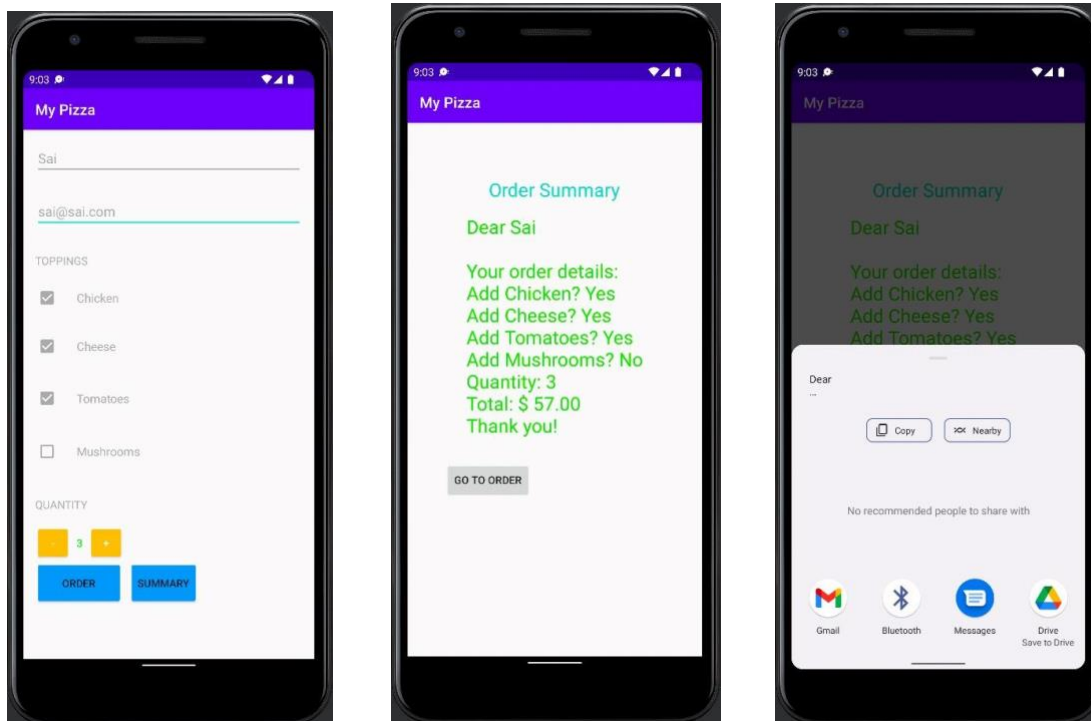 9:03
My Pizza
Sai
sai@sai.com
TOPPINGS
Chicken
Cheese
Tomatoes
Mushrooms
QUANTITY
- 3 +
ORDER SUMMARY
9:03
My Pizza
Order Summary
Dear Sai
Your order details:
Add Chicken? Yes
Add Cheese? Yes
Add Tomatoes? Yes
Add Mushrooms? No
Quantity: 3
Total: $ 57.00
Thank you!
GO TO ORDER
9:03
My Pizza
Order Summary
Dear Sai
Your order details:
Add Chicken? Yes
Add Cheese? Yes
Add Tomatoes? Yes
Dear
...
Copy Nearby
No recommended people to share with
Gmail Bluetooth Messages Drive
Save to Drive